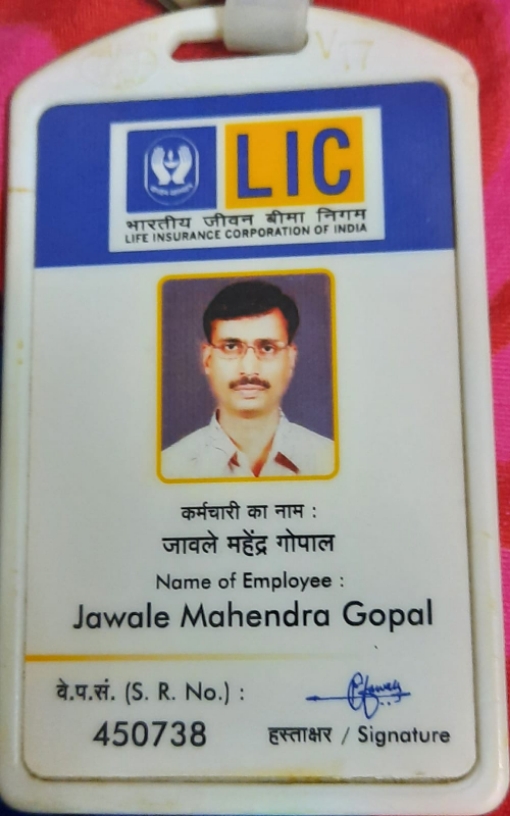 LIC
भारतीय जीवन बीमा निगम
LIFE INSURANCE CORPORATION OF INDIA
कर्मचारी का नाम :
जावले महेंद्र गोपाल
Name of Employee :
Jawale Mahendra Gopal
वे.प.सं. (S. R. No.) :
450738
हस्ताक्षर / Signature